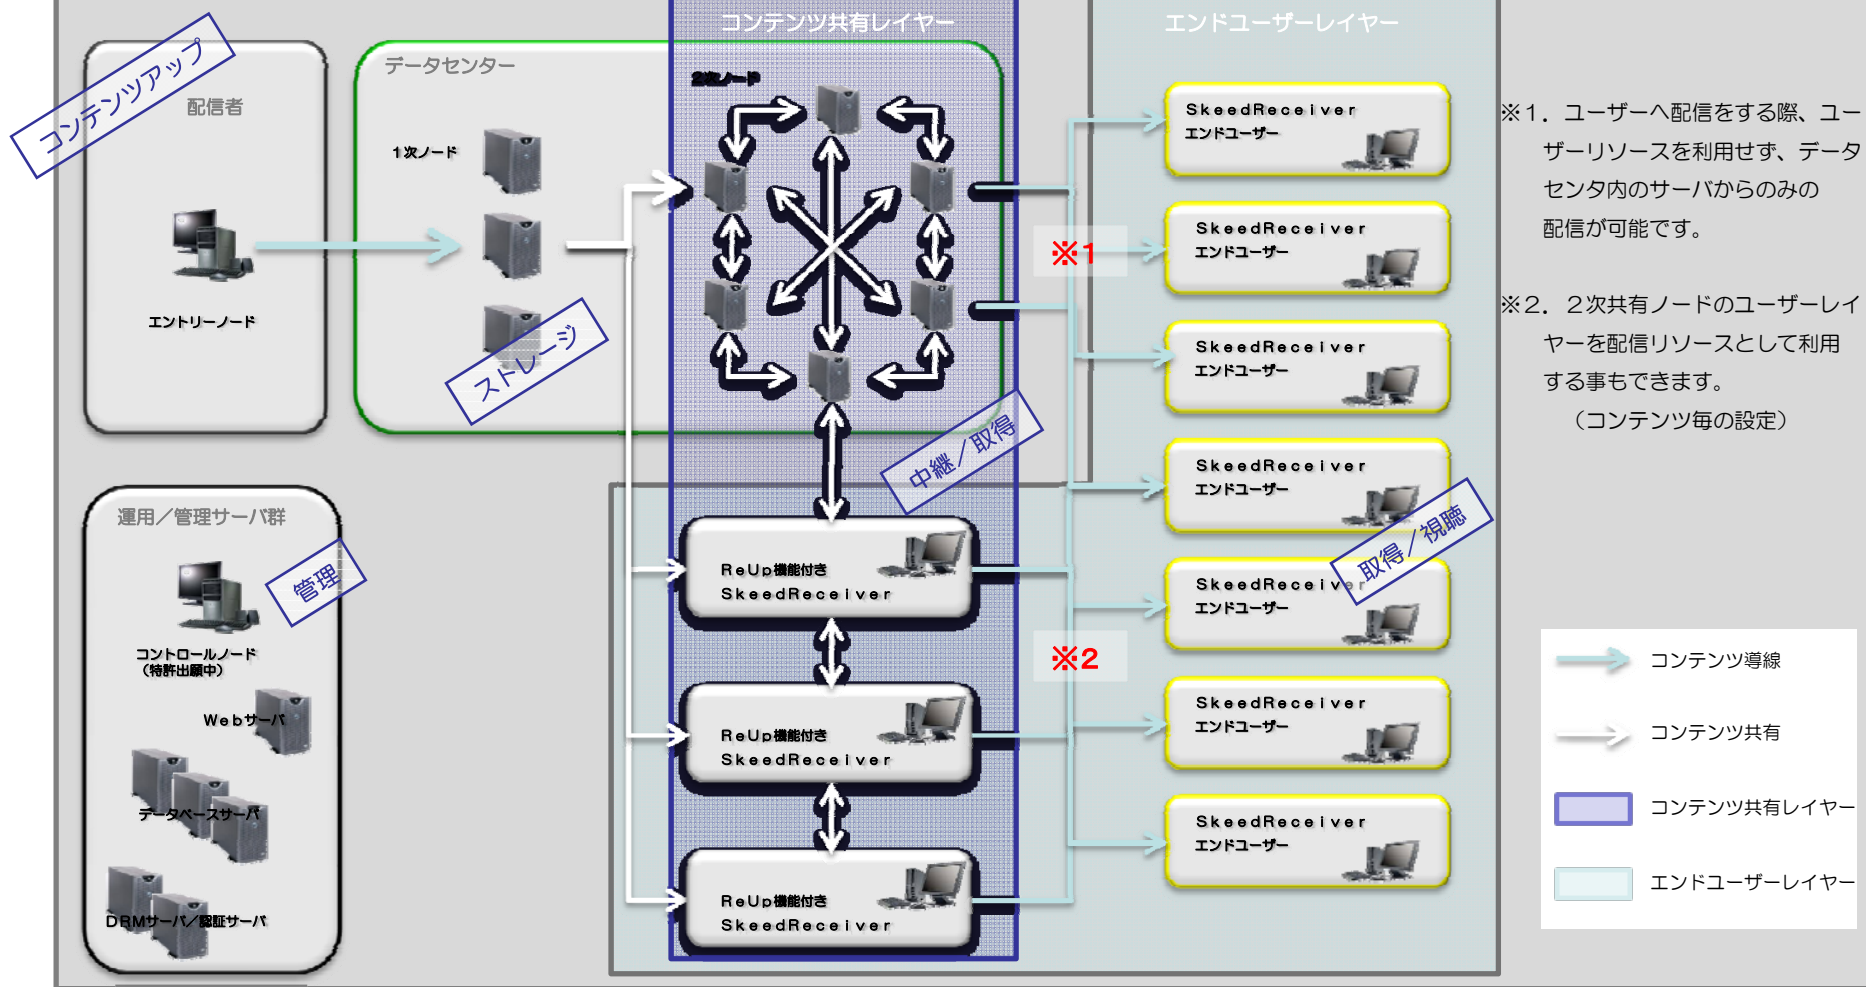 コンテンツ共有レイヤー
エンドユーザーレイヤー
コンテンツアップ
配信者
エントリーノード
データセンター
1次ノード
ストレージ
2次ノード
中継／取得
※1
※2
運用／管理サーバ群
管理
コントロールノード
（特許出願中）
Webサーバ
データベースサーバ
DRMサーバ／認証サーバ
ReUp機能付き
SkeedReceiver
ReUp機能付き
SkeedReceiver
ReUp機能付き
SkeedReceiver
SkeedReceiver
エンドユーザー
SkeedReceiver
エンドユーザー
SkeedReceiver
エンドユーザー
SkeedReceiver
エンドユーザー
取得／視聴
SkeedReceiver
エンドユーザー
SkeedReceiver
エンドユーザー
SkeedReceiver
エンドユーザー
※１．ユーザーへ配信をする際、ユー
ザーリソースを利用せず、データ
センタ内のサーバからのみの
配信が可能です。
※２．２次共有ノードのユーザーレイ
ヤーを配信リソースとして利用
する事もできます。
（コンテンツ毎の設定）
コンテンツ導線
コンテンツ共有
コンテンツ共有レイヤー
エンドユーザーレイヤー